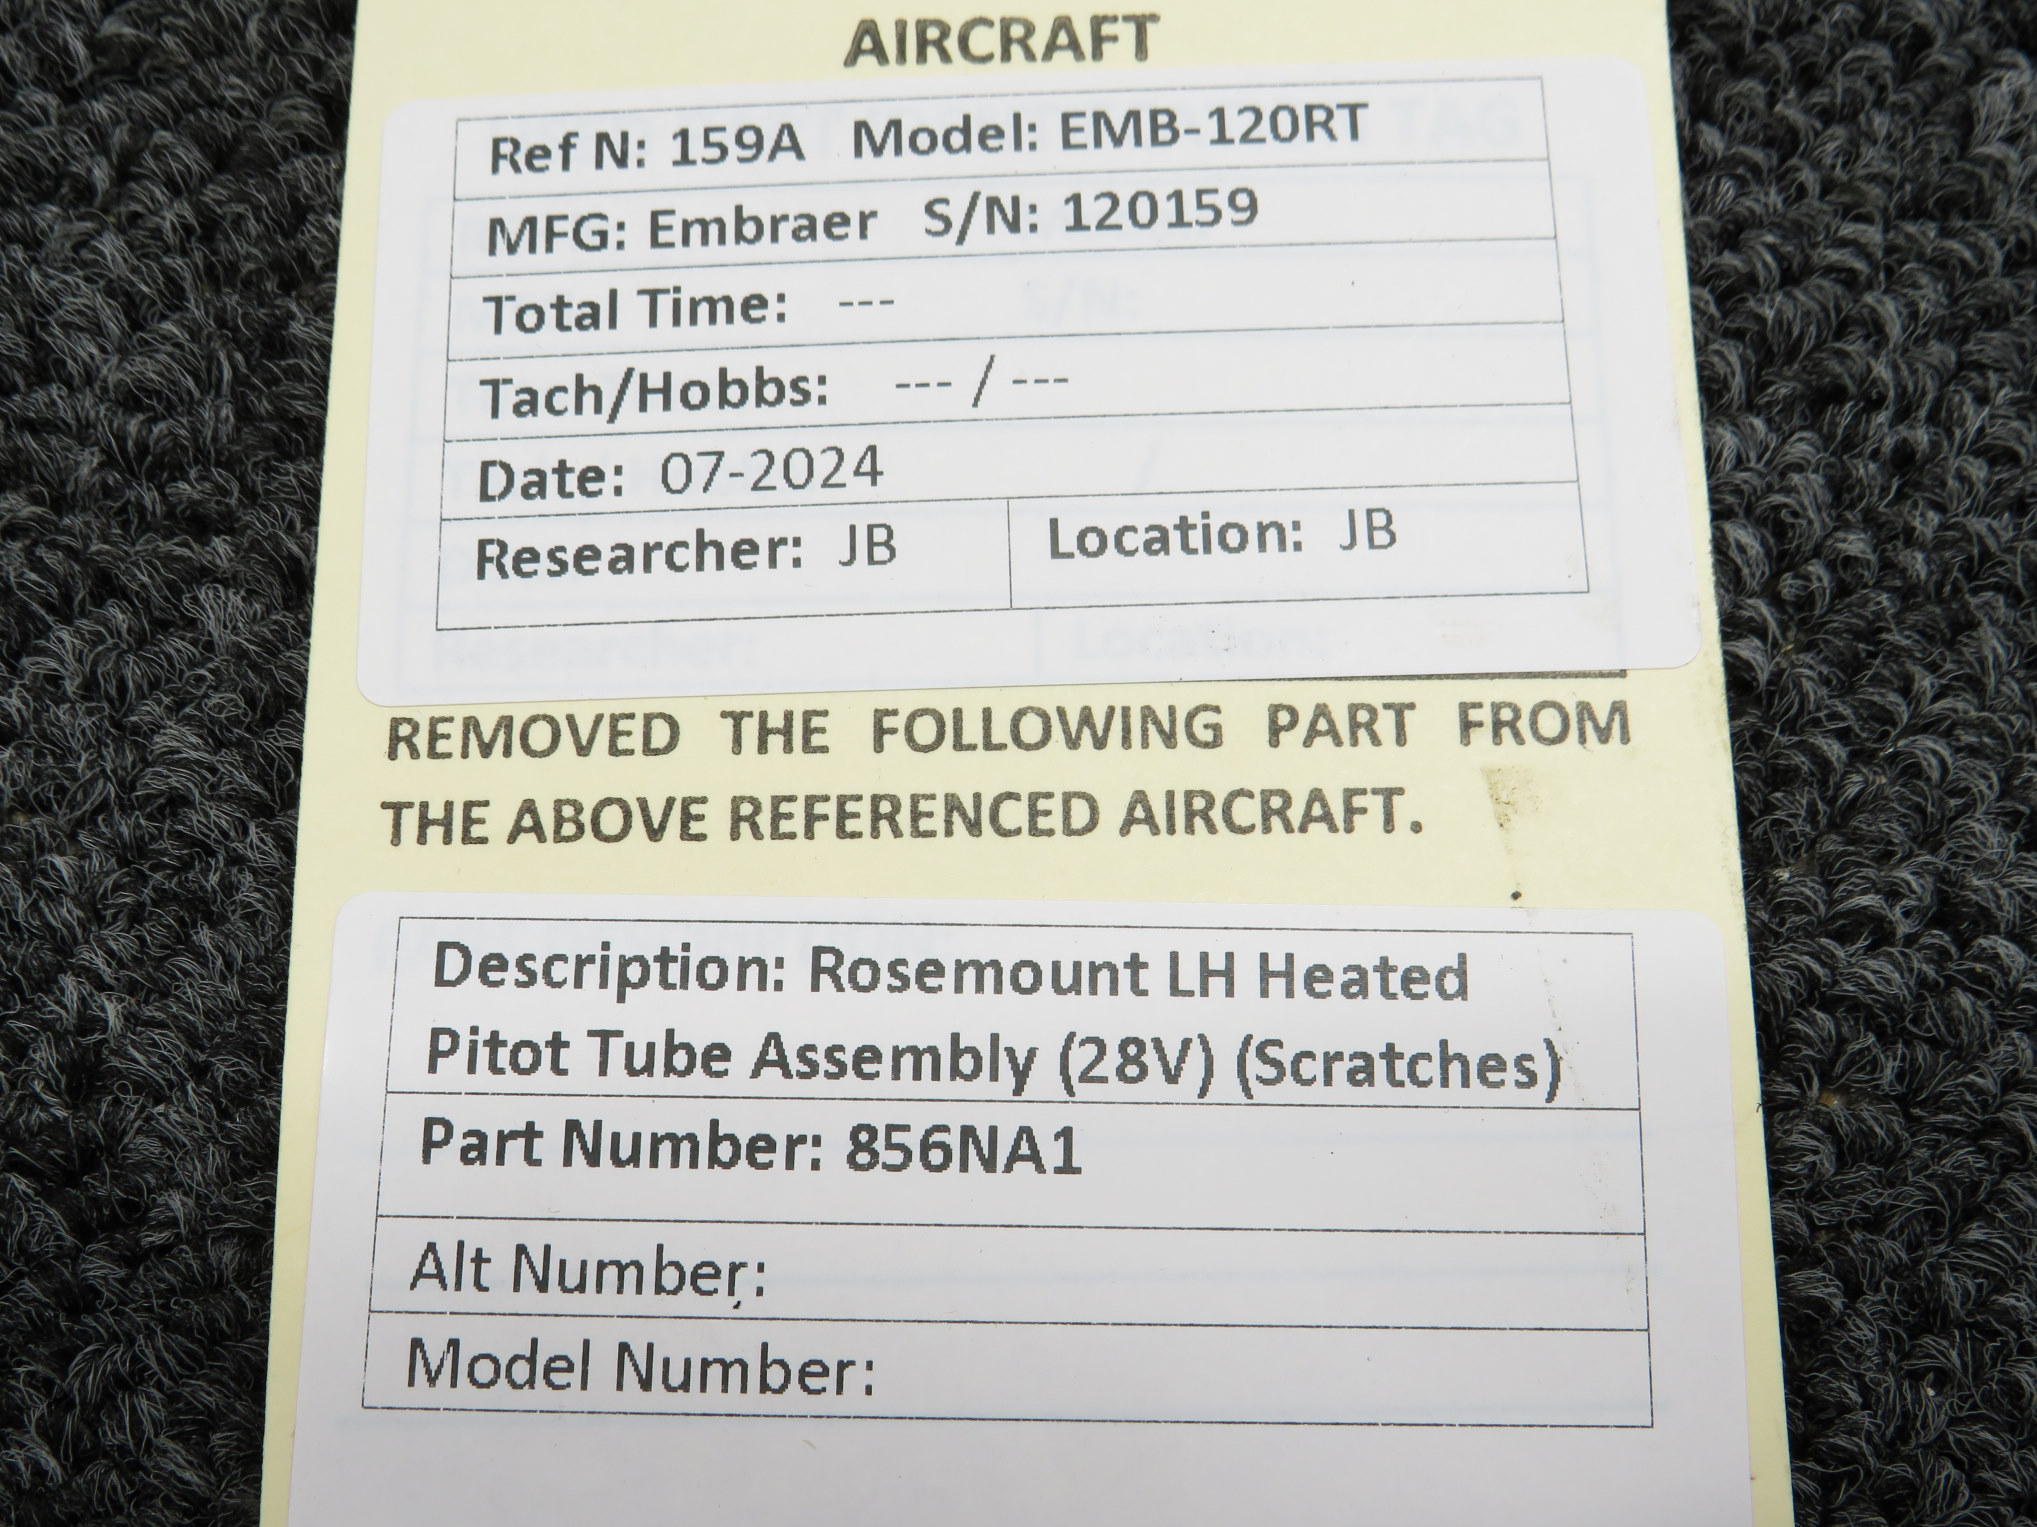 AIRCRAFT
Ref N: 159A Model: EMB-120RT
MFG: Embraer S/N: 120159
Total Time: ---
Tach/Hobbs: --- / ---
Date: 07-2024
Researcher: JB Location: JB
REMOVED THE FOLLOWING PART FROM
THE ABOVE REFERENCED AIRCRAFT.
Description: Rosemount LH Heated
Pitot Tube Assembly (28V) (Scratches)
Part Number: 856NA1
Alt Number:
Model Number: